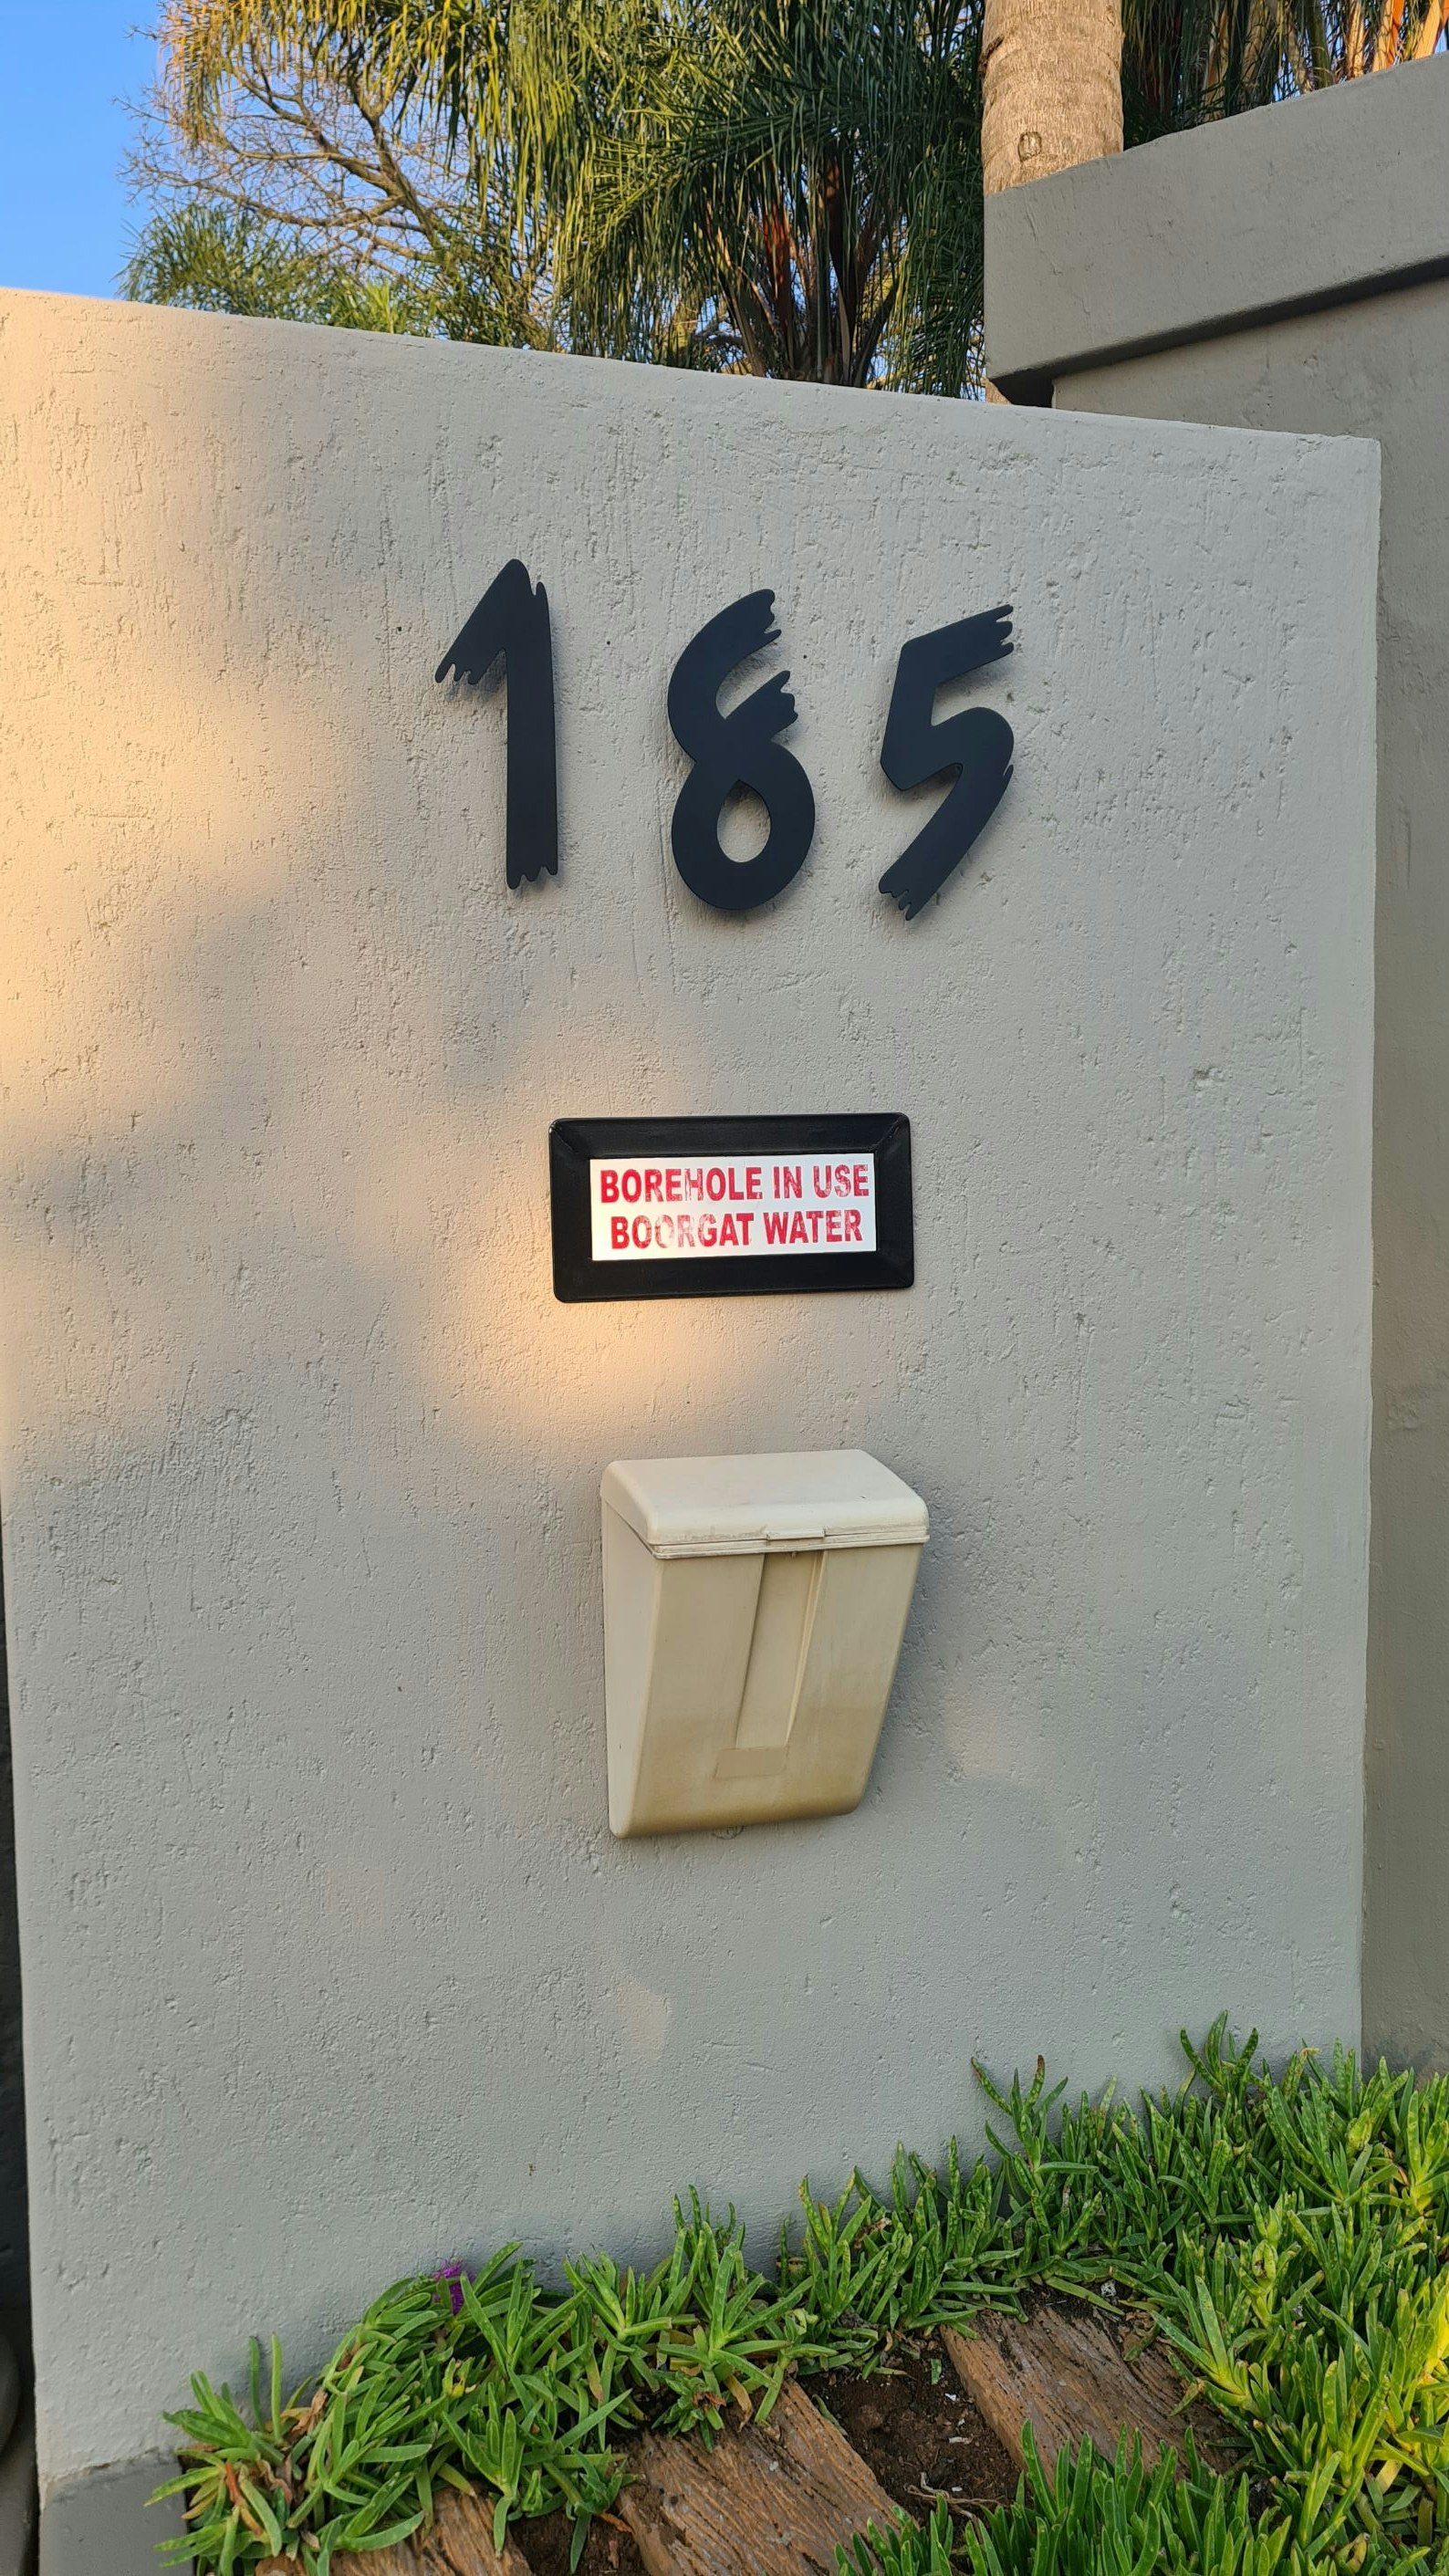 185
BOREHOLE IN USE
BOORGAT WATER